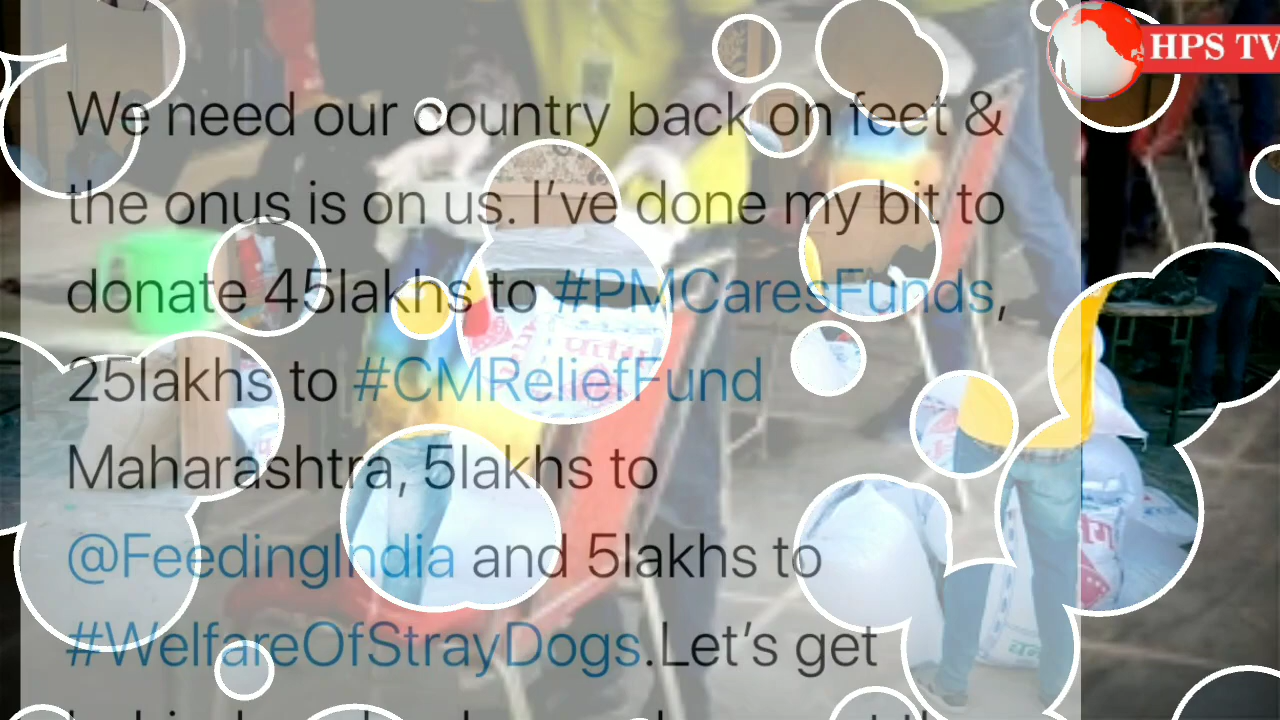 HPS TV
We need our country back on feet &
the onus is on us. I’ve done my bit to
donate 45lakhs to #PMCaresFunds,
25lakhs to #CMReliefFund
Maharashtra, 5lakhs to
@FeedingIndia and 5lakhs to
#WelfareOfStrayDogs.Let’s get